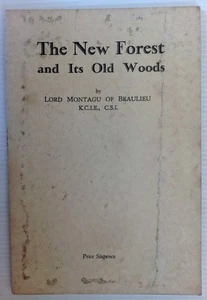 The New Forest
and Its Old Woods
by
LORD MONTAGU OF BEAULIEU
K.C.I.E., C.S.I.
Price Sixpence